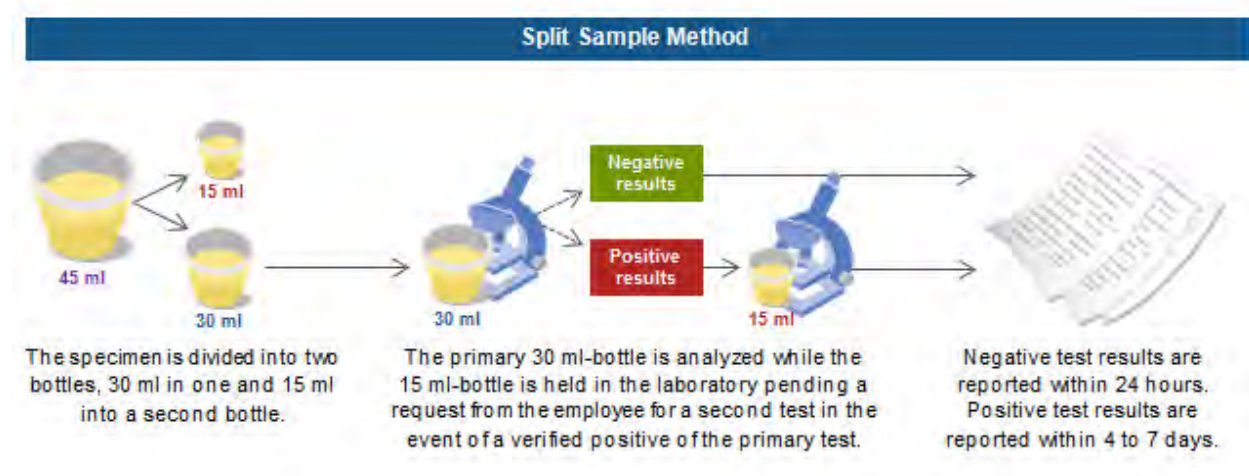 Split Sample Method
15 ml
45 ml
30 ml
30 ml
Negative
results
Positive
results
15 ml
The specimen is divided into two
bottles, 30 ml in one and 15 ml
into a second bottle.
The primary 30 ml-bottle is analyzed while the
15 ml-bottle is held in the laboratory pending a
request from the employee for a second test in the
event of a verified positive of the primary test.
Negative test results are
reported within 24 hours.
Positive test results are
reported within 4 to 7 days.